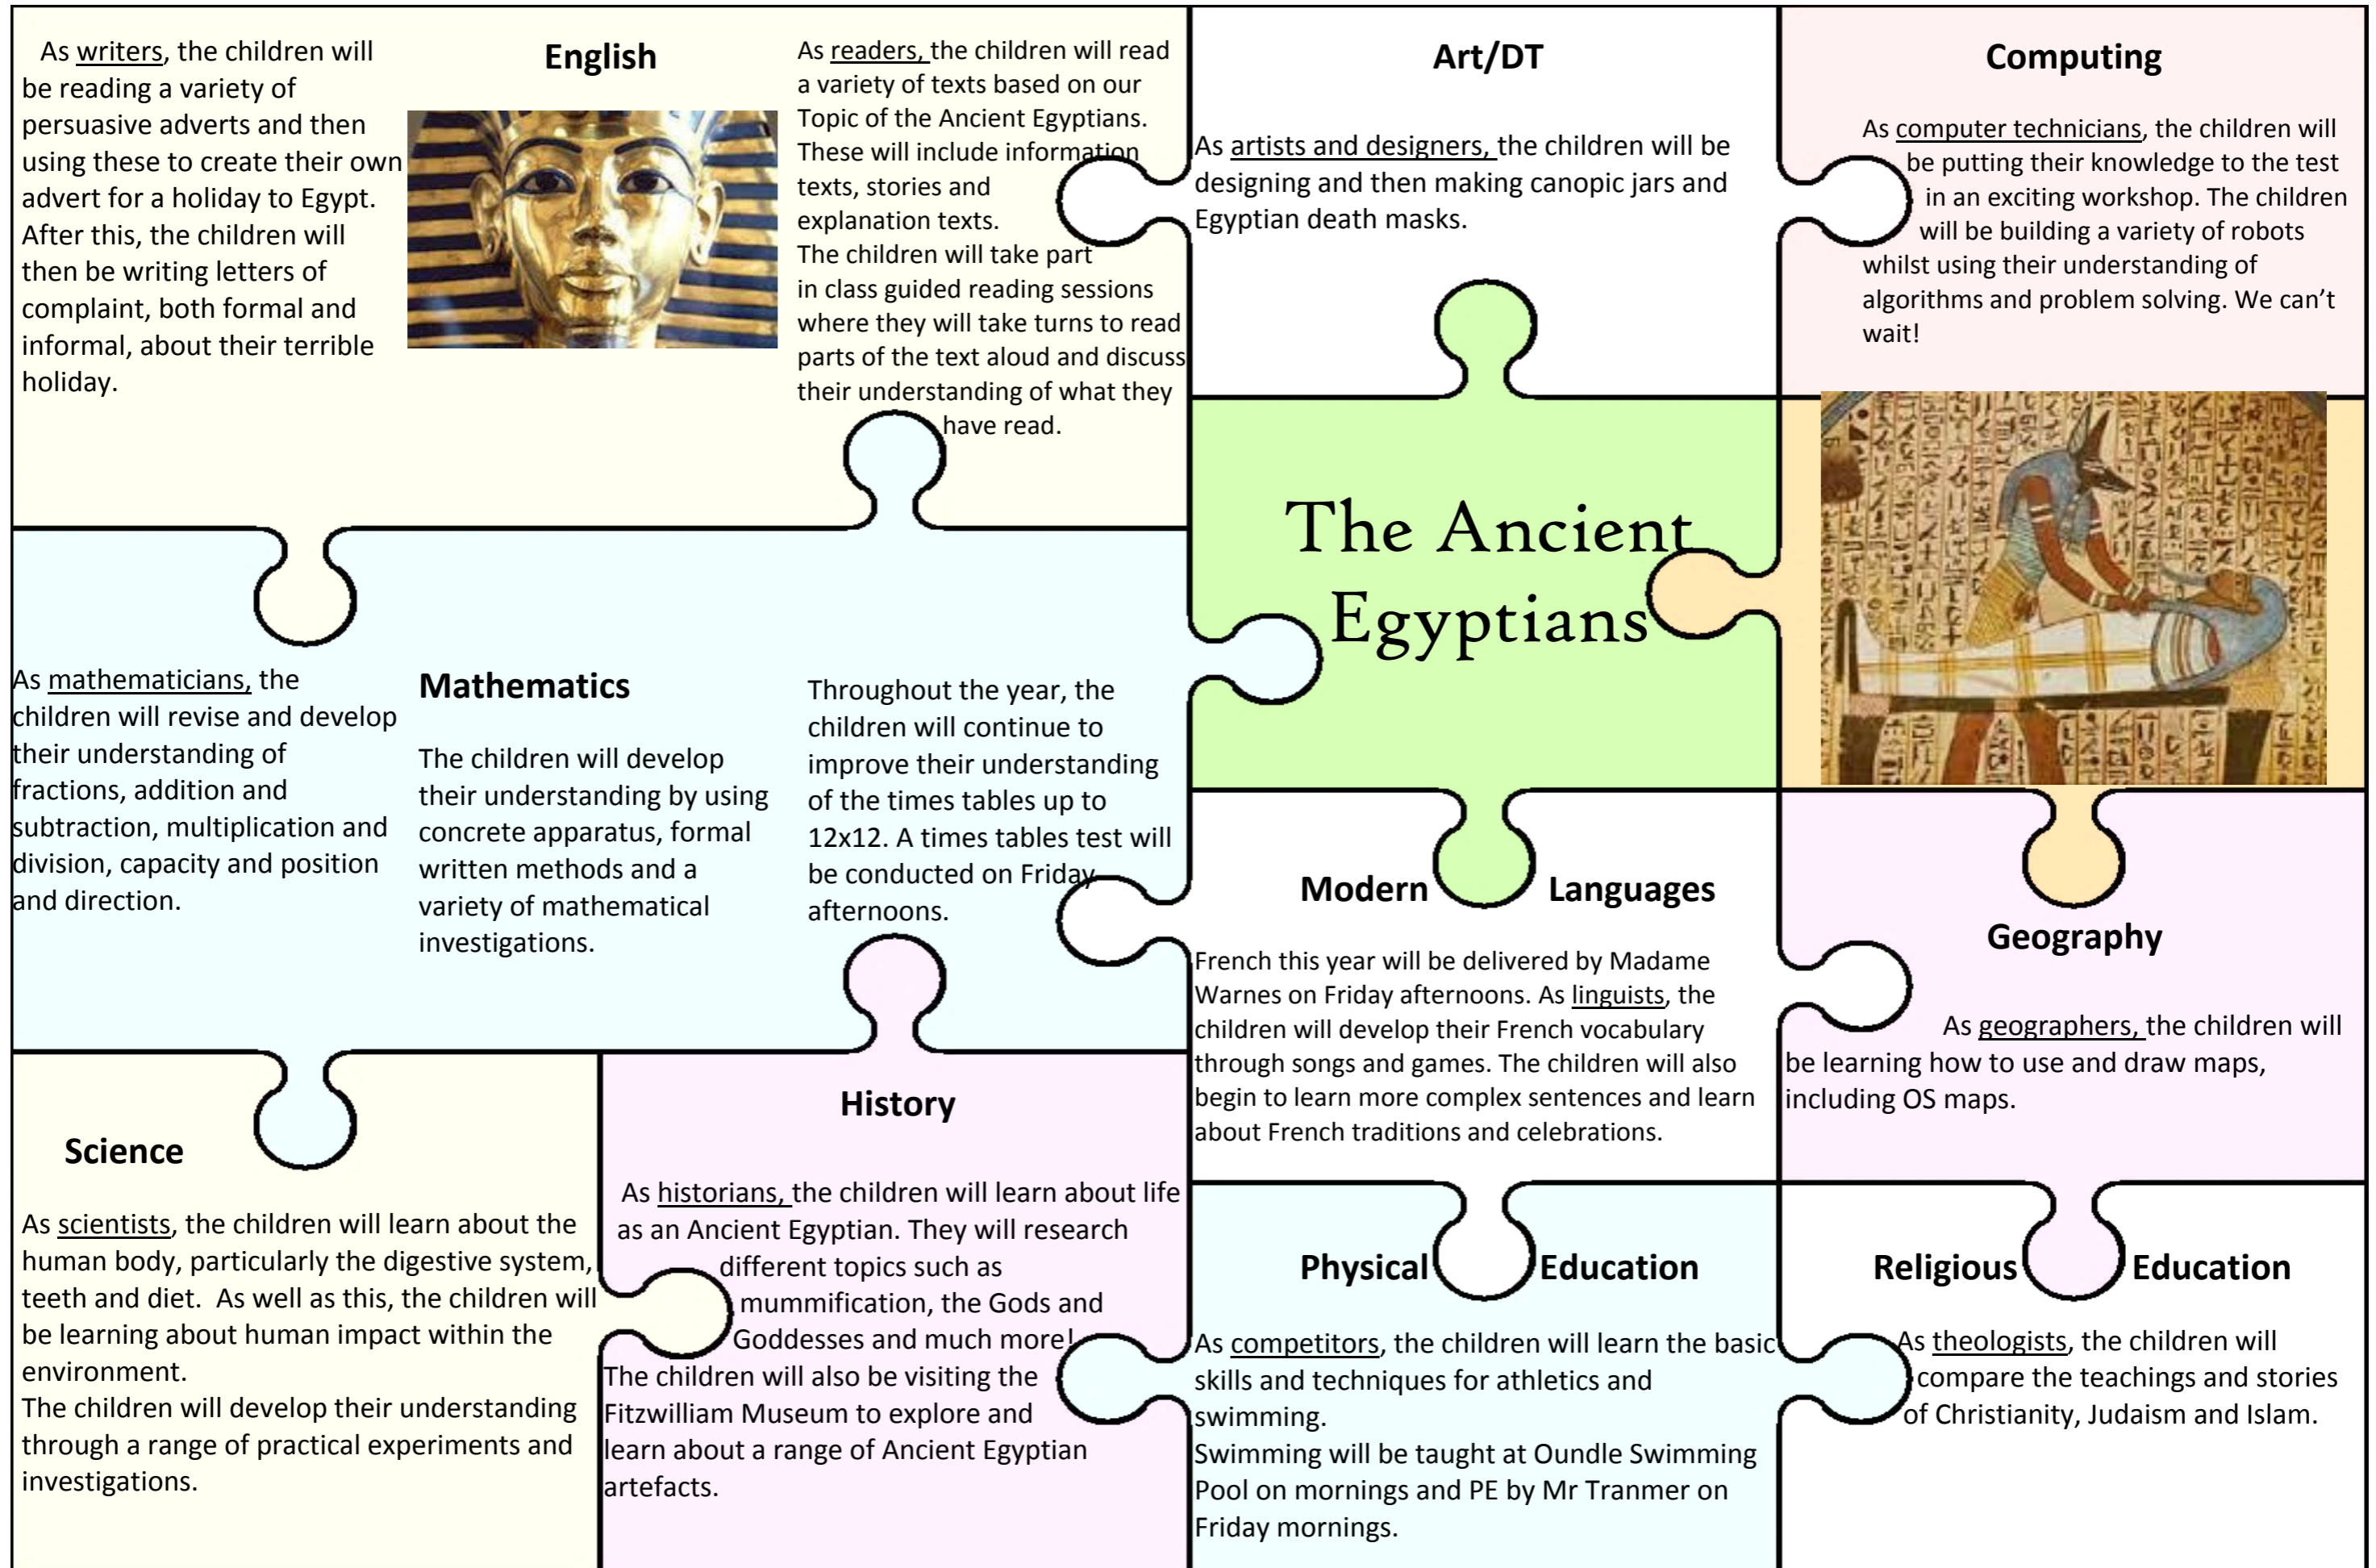 As writers, the children will
be reading a variety of
persuasive adverts and then
using these to create their own
advert for a holiday to Egypt.
After this, the children will
then be writing letters of
complaint, both formal and
informal, about their terrible
holiday.
English
As readers, the children will read
a variety of texts based on our
Topic of the Ancient Egyptians.
These will include information
texts, stories and
explanation texts.
The children will take part
in class guided reading sessions
where they will take turns to read
parts of the text aloud and discuss
their understanding of what they
have read.
Art/DT
As artists and designers, the children will be
designing and then making canopic jars and
Egyptian death masks.
Computing
As computer technicians, the children will
be putting their knowledge to the test
in an exciting workshop. The children
will be building a variety of robots
whilst using their understanding of
algorithms and problem solving. We can't
wait!
The Ancient
Egyptians
As mathematicians, the
children will revise and develop
their understanding of
fractions, addition and
subtraction, multiplication and
division, capacity and position
and direction.
Mathematics
The children will develop
their understanding by using
concrete apparatus, formal
written methods and a
variety of mathematical
investigations.
Throughout the year, the
children will continue to
improve their understanding
of the times tables up to
12x12. A times tables test will
be conducted on Friday
afternoons.
Modern Languages
French this year will be delivered by Madame
Warnes on Friday afternoons. As linguists, the
children will develop their French vocabulary
through songs and games. The children will also
begin to learn more complex sentences and learn
about French traditions and celebrations.
Geography
As geographers, the children will
be learning how to use and draw maps,
including OS maps.
Science
As scientists, the children will learn about the
human body, particularly the digestive system,
teeth and diet.  As well as this, the children will
be learning about human impact within the
environment.
The children will develop their understanding
through a range of practical experiments and
investigations.
History
As historians, the children will learn about life
as an Ancient Egyptian. They will research
different topics such as
mummification, the Gods and
Goddesses and much more!
The children will also be visiting the
Fitzwilliam Museum to explore and
learn about a range of Ancient Egyptian
artefacts.
Physical Education
As competitors, the children will learn the basic
skills and techniques for athletics and
swimming.
Swimming will be taught at Oundle Swimming
Pool on mornings and PE by Mr Tranmer on
Friday mornings.
Religious Education
As theologists, the children will
compare the teachings and stories
of Christianity, Judaism and Islam.